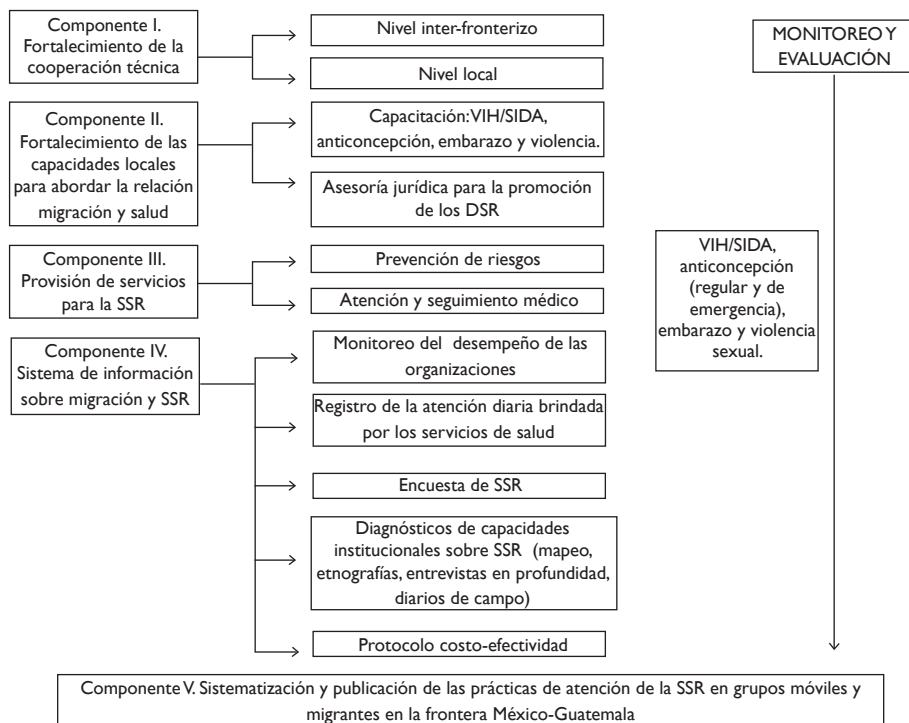 Componente I.
Fortalecimiento de la
cooperación técnica
Nivel inter-fronterizo
Nivel local
MONITOREO Y
EVALUACIÓN
Componente II.
Fortalecimiento de las
capacidades locales
para abordar la relación
migración y salud
Capacitación:VIH/SIDA,
anticoncepción, embarazo y violencia.
Asesoría jurídica para la promoción
de los DSR
Componente III.
Provisión de servicios
para la SSR
Prevención de riesgos
Atención y seguimiento médico
VIH/SIDA,
anticoncepción
(regular y de
emergencia),
embarazo y violencia
sexual.
Componente IV.
Sistema de información
sobre migración y SSR
Monitoreo del desempeño de las
organizaciones
Registro de la atención diaria brindada
por los servicios de salud
Encuesta de SSR
Diagnósticos de capacidades
institucionales sobre SSR (mapeo,
etnografías, entrevistas en profundidad,
diarios de campo)
Protocolo costo-efectividad
Componente V. Sistematización y publicación de las prácticas de atención de la SSR en grupos móviles y
migrantes en la frontera México-Guatemala